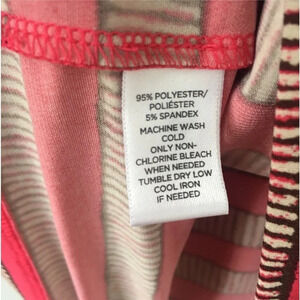 95% POLYESTER/
POLIÉSTER
5% SPANDEX
MACHINE WASH
COLD
ONLY NON-
CHLORINE BLEACH
WHEN NEEDED
TUMBLE DRY LOW
COOL IRON
IF NEEDED